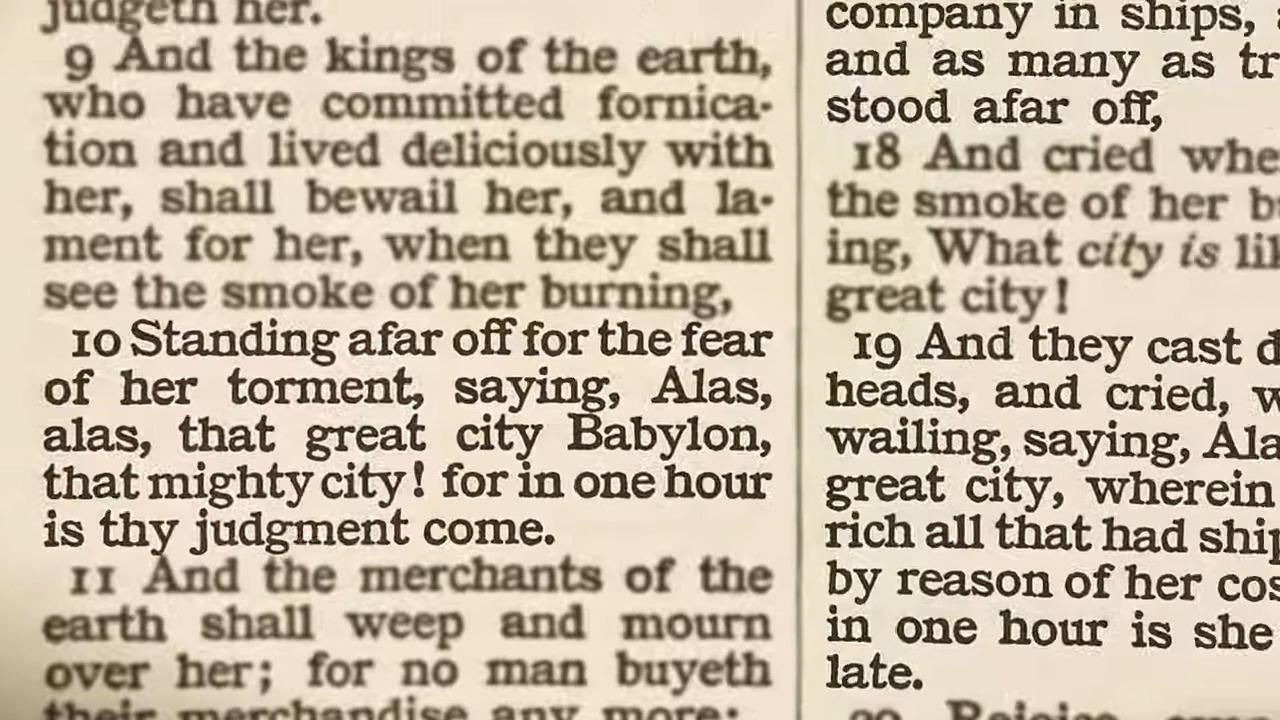 judgeth her.
9 And the kings of the earth,
who have committed fornica-
tion and lived deliciously with
her, shall bewail her, and la-
ment for her, when they shall
see the smoke of her burning,
10 Standing afar off for the fear
of her torment, saying, Alas,
alas, that great city Babylon,
that mighty city! for in one hour
is thy judgment come.
11 And the merchants of the
earth shall weep and mourn
over her; for no man buyeth
their merchandise any more:
company in ships,
and as many as tr
stood afar off,
18 And cried whe
the smoke of her b
ing, What city is lik
great city!
19 And they cast d
heads, and cried, w
wailing, saying, Ala
great city, wherein
rich all that had ship
by reason of her cos
in one hour is she
late.
20 Rejoice